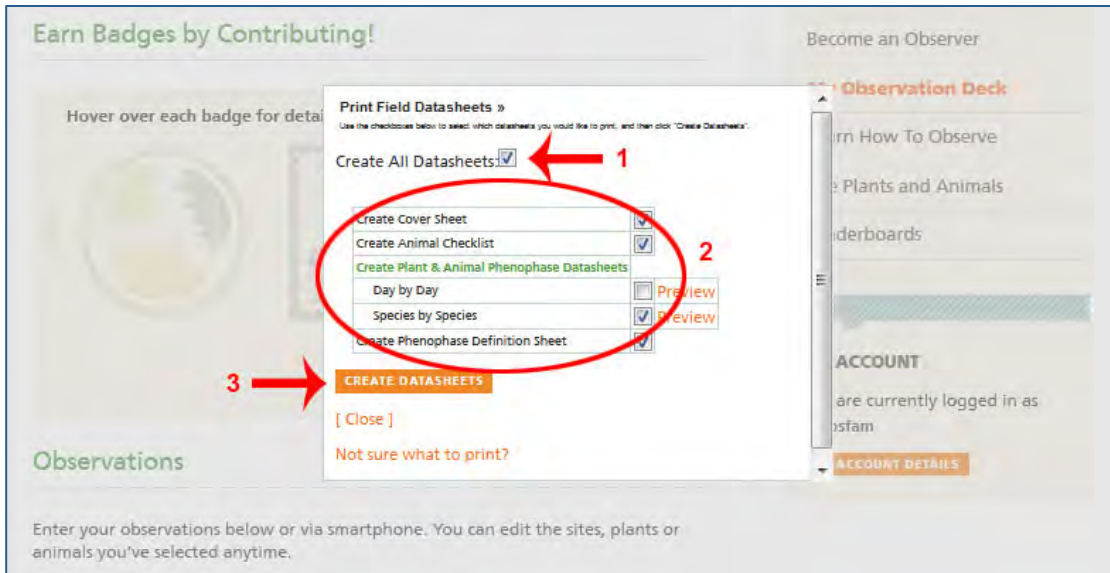 Earn Badges by Contributing!
Hover over each badge for detai
Print Field Datasheets »
Use the checkboxes below to select which datasheets you would like to print, and then click "Create Datasheets".
Create All Datasheets:
1
Create Cover Sheet
Create Animal Checklist
Create Plant & Animal Phenophase Datasheets
2
Day by Day
Preview
Species by Species
Preview
Create Phenophase Definition Sheet
3
CREATE DATASHEETS
[ Close ]
Not sure what to print?
Observations
Enter your observations below or via smartphone. You can edit the sites, plants or
animals you've selected anytime.
Become an Observer
Observation Deck
rn How To Observe
Plants and Animals
derboards
ACCOUNT
are currently logged in as
osfam
ACCOUNT DETAILS